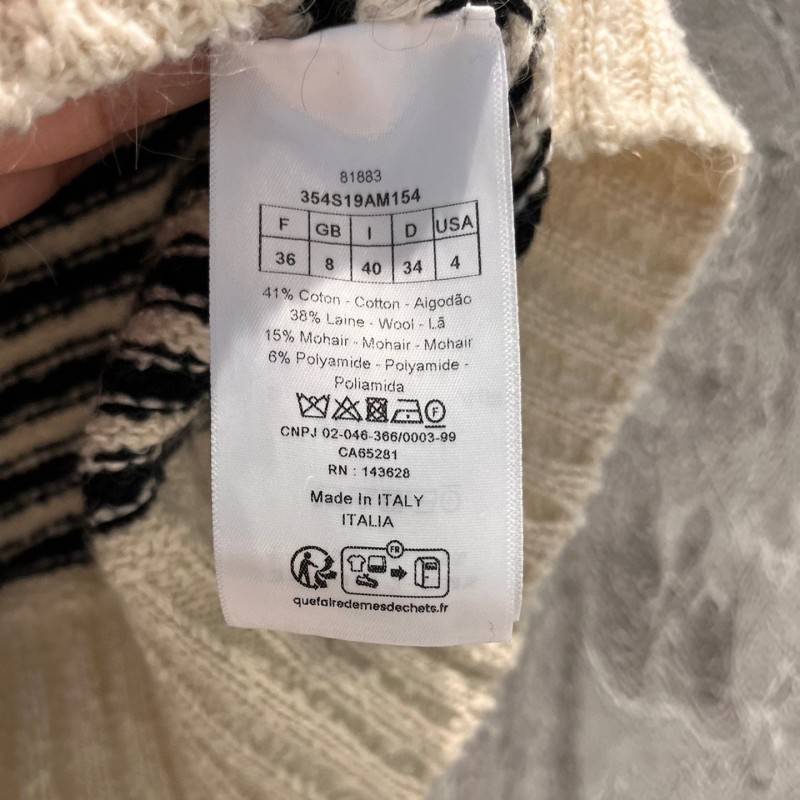 81883
354S19AM154
F GB I D USA
36 8 40 34 4
41% Coton - Cotton - Algodão
38% Laine - Wool - Lã
15% Mohair - Mohair - Mohair
6% Polyamide - Polyamide -
Poliamida
F
CNPJ 02-046-366/0003-99
CA65281
RN : 143628
Made in ITALY
ITALIA
FR
quefairedemesdechets.fr